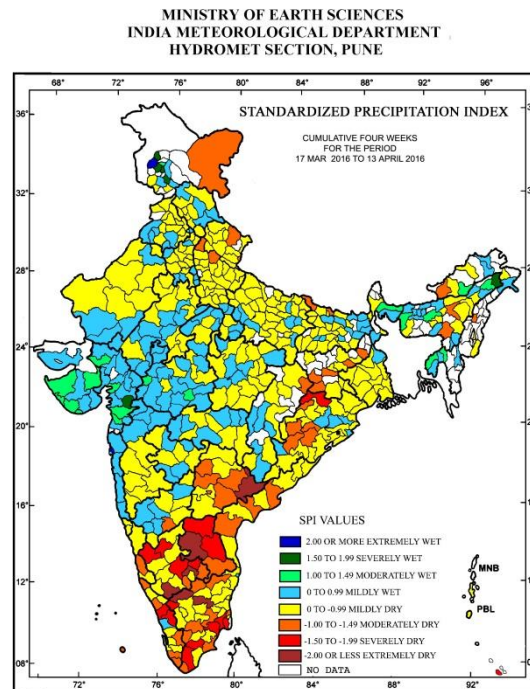 MINISTRY OF EARTH SCIENCES
INDIA METEOROLOGICAL DEPARTMENT
HYDROMET SECTION, PUNE
68° 72° 76° 80° 84° 88° 92° 96°
36°
STANDARDIZED PRECIPITATION INDEX
CUMULATIVE FOUR WEEKS
FOR THE PERIOD
17 MAR 2016 TO 13 APRIL 2016
32°
28°
24°
20°
16°
12°
08°
SPI VALUES
2.00 OR MORE EXTREMELY WET
1.50 TO 1.99 SEVERELY WET
1.00 TO 1.49 MODERATELY WET
0 TO 0.99 MILDLY WET
0 TO -0.99 MILDLY DRY
-1.00 TO -1.49 MODERATELY DRY
-1.50 TO -1.99 SEVERELY DRY
-2.00 OR LESS EXTREMELY DRY
NO DATA
MNB
PBL
76° 80° 84° 88° 92°